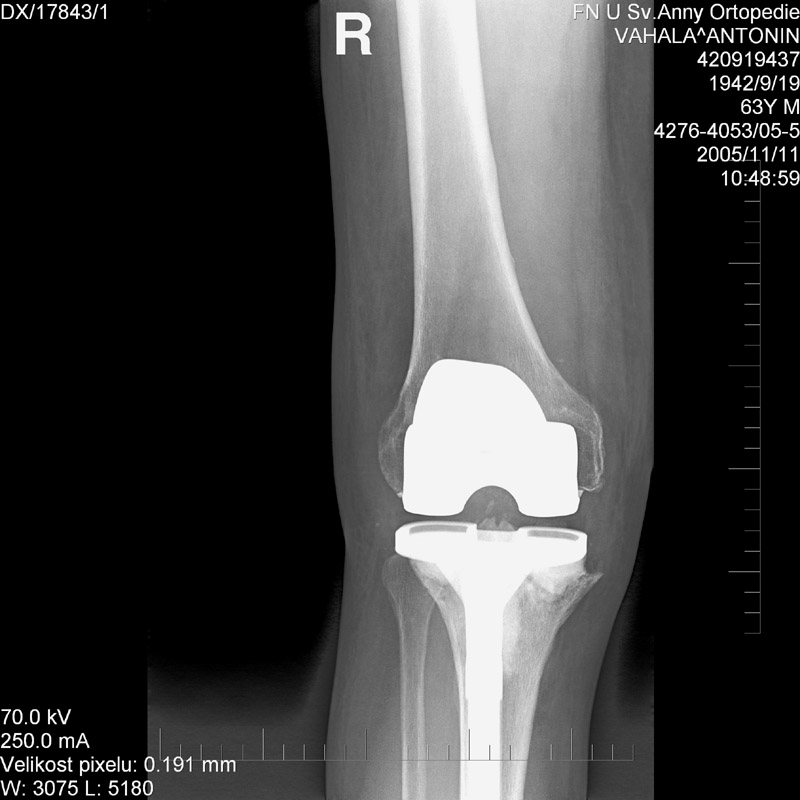 DX/17843/1
R
FN U Sv.Anny Ortopedie
VAHALA^ANTONIN
420919437
1942/9/19
63Y M
4276-4053/05-5
2005/11/11
10:48:59
70.0 kV
250.0 mA
Velikost pixelu: 0.191 mm
W: 3075 L: 5180